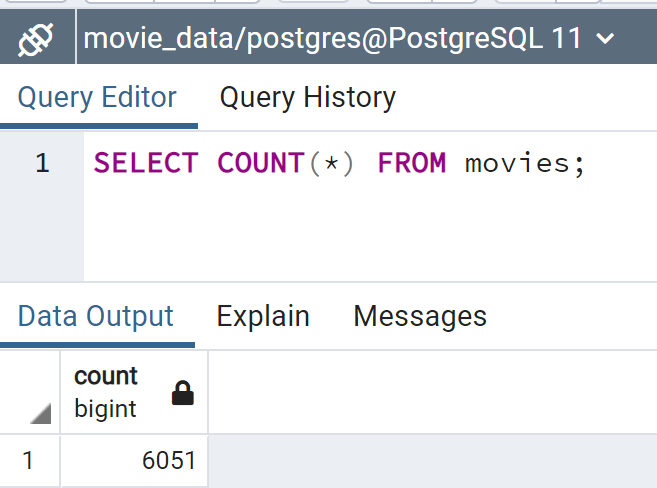 movie_data/postgres@PostgreSQL 11
Query Editor Query History
1 SELECT COUNT(*) FROM movies;
Data Output Explain Messages
count
bigint
1 6051